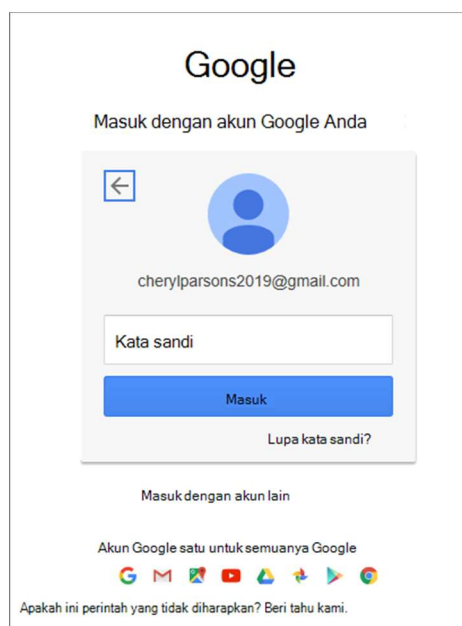 Google
Masuk dengan akun Google Anda
cherylparsons2019@gmail.com
Kata sandi
Masuk
Lupa kata sandi?
Masuk dengan akun lain
Akun Google satu untuk semuanya Google
Apakah ini perintah yang tidak diharapkan? Beri tahu kami.